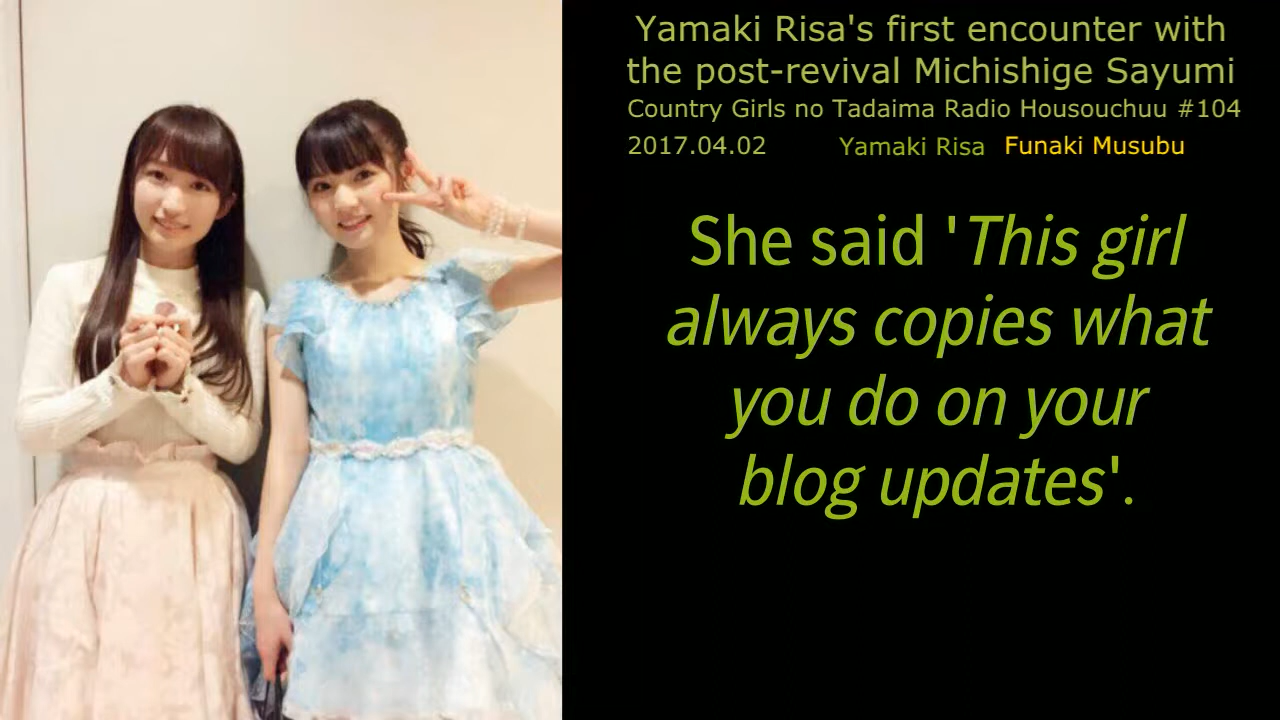 Yamaki Risa's first encounter with
the post-revival Michishige Sayumi
Country Girls no Tadaima Radio Housouchuu #104
2017.04.02 Yamaki Risa Funaki Musubu
She said 'This girl
always copies what
you do on your
blog updates'.